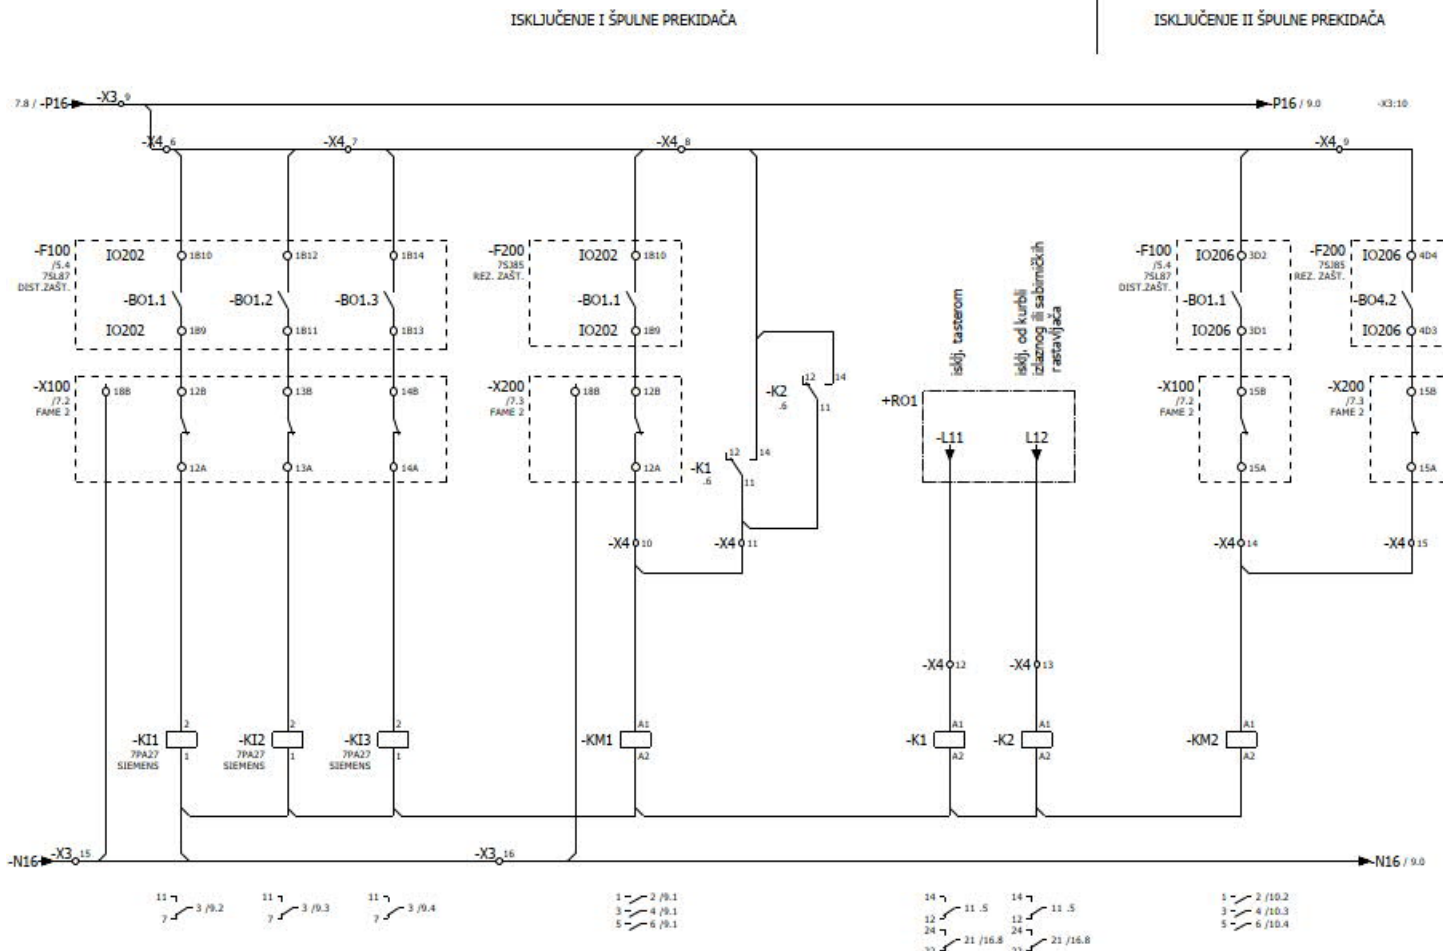 ISKLJUČENJE I ŠPULNE PREKIDAČA
ISKLJUČENJE II ŠPULNE PREKIDAČA
7.8 / -P16 -X3 9 -P16 / 9.0 -X3:10
-X4 6 -X4 7 -X4 8 -X4 9
-F100 /5.4 7SL87 DIST.ZAŠT.
IO202 1B10 1B12 1B14
-BO1.1 -BO1.2 -BO1.3
IO202 1B9 1B11 1B13
-F200 7SJ85 REZ. ZAŠT.
IO202 1B10
-BO1.1
IO202 1B9
isklj. tasterom
isklj. od kurbli
izlaznog ili sabirničkih
rastavljača
-F100 /5.4 7SL87 DIST.ZAŠT.
IO206 3D2
-BO1.1
IO206 3D1
-F200 7SJ85 REZ. ZAŠT.
IO206 4D4
-BO4.2
IO206 4D3
-X100 /7.2 FAME 2
18B 12B 13B 14B
12A 13A 14A
-X200 /7.3 FAME 2
18B 12B
12A
-K2 .6 12 14 11
-K1 .6 12 14 11
+RO1
-L11 L12
-X100 /7.2 FAME 2
15B
15A
-X200 /7.3 FAME 2
15B
15A
-X4 10 -X4 11 -X4 14 -X4 15
-X4 12 -X4 13
-KI1 7PA27 SIEMENS 2 1
-KI2 7PA27 SIEMENS 2 1
-KI3 7PA27 SIEMENS 2 1
-KM1 A1 A2
-K1 A1 A2
-K2 A1 A2
-KM2 A1 A2
-N16 -X3 15 -X3 16 -N16 / 9.0
11 7 3 /9.2
11 7 3 /9.3
11 7 3 /9.4
1 2 /9.1
3 4 /9.1
5 6 /9.1
14 12 11 .5
24 21 /16.8
14 12 11 .5
24 21 /16.8
1 2 /10.2
3 4 /10.3
5 6 /10.4